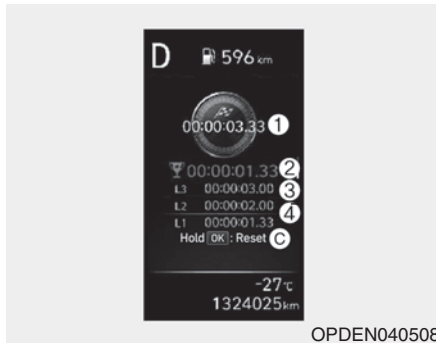 D 596 km
00:00:03.33 1
00:00:01.33 2
L3 00:00:03.00 3
L2 00:00:02.00 4
L1 00:00:01.33
Hold OK : Reset C
-27℃
1324025km
OPDEN040508